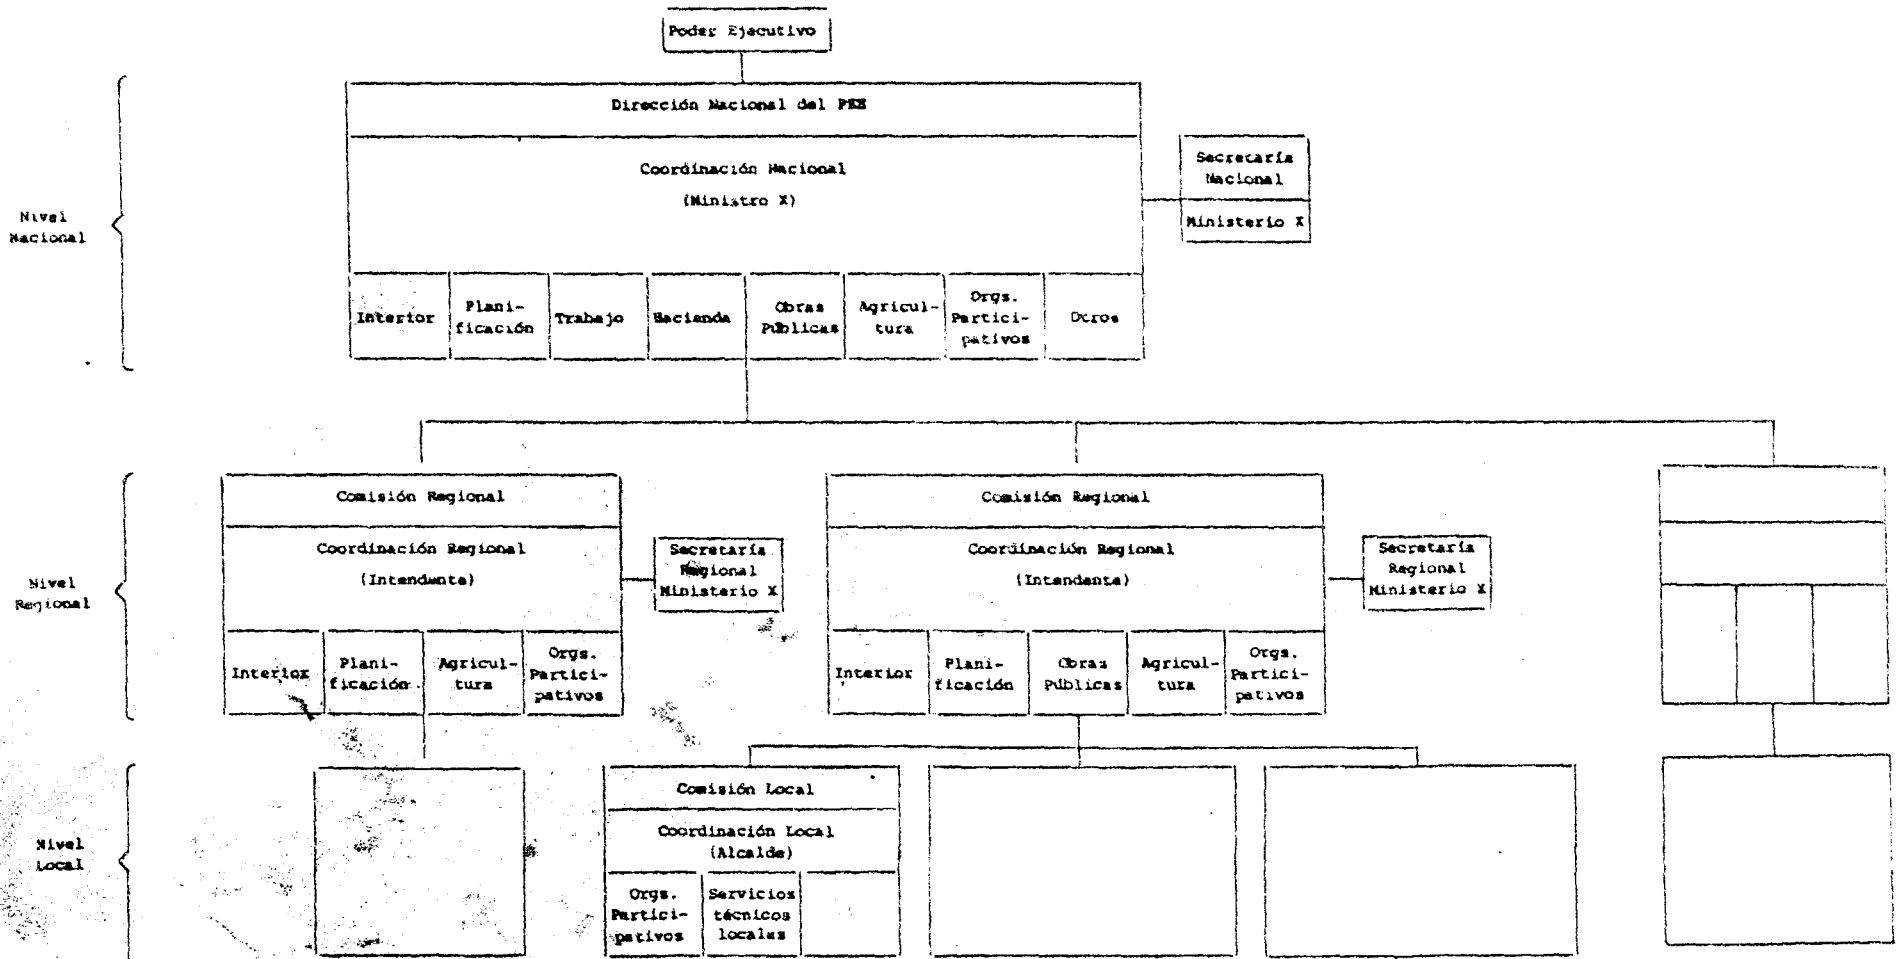 Poder Ejecutivo
Dirección Nacional del PEE
Coordinación Nacional
(Ministro X)
Secretaría
Nacional
Ministerio X
Nivel
Nacional
Interior
Plani-
ficación
Trabajo
Hacienda
Obras
Públicas
Agricul-
tura
Orgs.
Partici-
pativos
Otros
Comisión Regional
Coordinación Regional
(Intendente)
Secretaría
Regional
Ministerio X
Comisión Regional
Coordinación Regional
(Intendente)
Secretaría
Regional
Ministerio X
Nivel
Regional
Interior
Plani-
ficación
Agricul-
tura
Orgs.
Partici-
pativos
Interior
Plani-
ficación
Obras
Públicas
Agricul-
tura
Orgs.
Partici-
pativos
Nivel
Local
Comisión Local
Coordinación Local
(Alcalde)
Orgs.
Partici-
pativos
Servicios
técnicos
locales